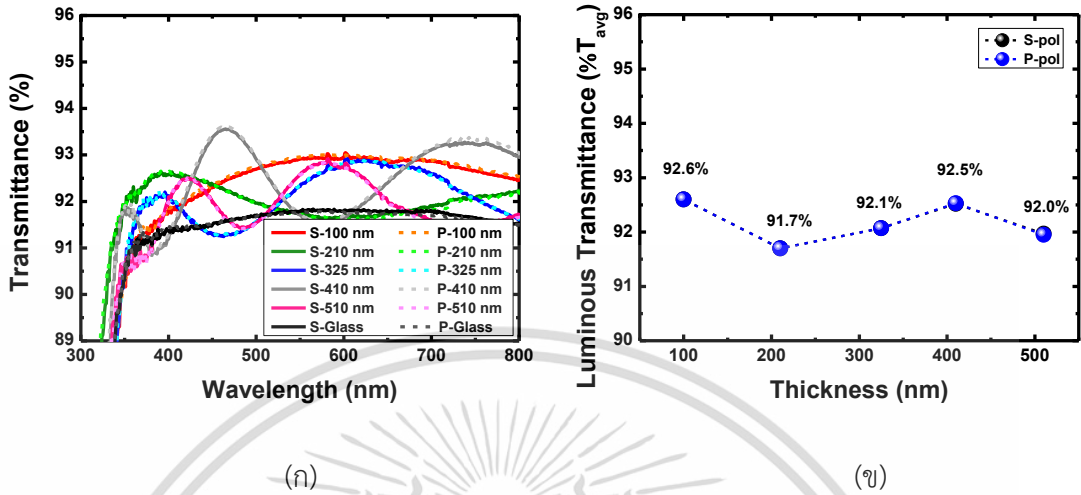 96
95
94
93
92
91
90
89
Transmittance (%)
300 400 500 600 700 800
Wavelength (nm)
S-100 nm P-100 nm
S-210 nm P-210 nm
S-325 nm P-325 nm
S-410 nm P-410 nm
S-510 nm P-510 nm
S-Glass P-Glass
(ก)
96
95
94
93
92
91
90
Luminous Transmittance (%Tavg)
S-pol
P-pol
92.6%
91.7%
92.1%
92.5%
92.0%
100 200 300 400 500
Thickness (nm)
(ข)